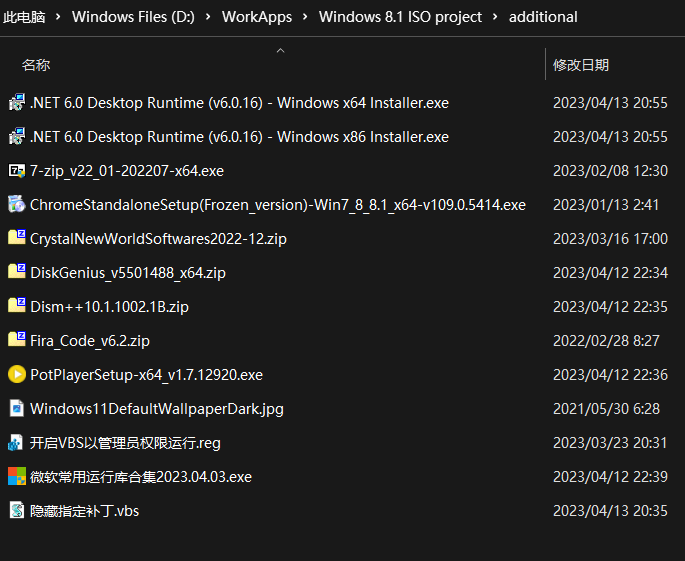 此电脑 › Windows Files (D:) › WorkApps › Windows 8.1 ISO project › additional
名称 修改日期
.NET 6.0 Desktop Runtime (v6.0.16) - Windows x64 Installer.exe 2023/04/13 20:55
.NET 6.0 Desktop Runtime (v6.0.16) - Windows x86 Installer.exe 2023/04/13 20:55
7-zip_v22_01-202207-x64.exe 2023/02/08 12:30
ChromeStandaloneSetup(Frozen_version)-Win7_8_8.1_x64-v109.0.5414.exe 2023/01/13 2:41
CrystalNewWorldSoftwares2022-12.zip 2023/03/16 17:00
DiskGenius_v5501488_x64.zip 2023/04/12 22:34
Dism++10.1.1002.1B.zip 2023/04/12 22:35
Fira_Code_v6.2.zip 2022/02/28 8:27
PotPlayerSetup-x64_v1.7.12920.exe 2023/04/12 22:36
Windows11DefaultWallpaperDark.jpg 2021/05/30 6:28
开启VBS以管理员权限运行.reg 2023/03/23 20:31
微软常用运行库合集2023.04.03.exe 2023/04/12 22:39
隐藏指定补丁.vbs 2023/04/13 20:35